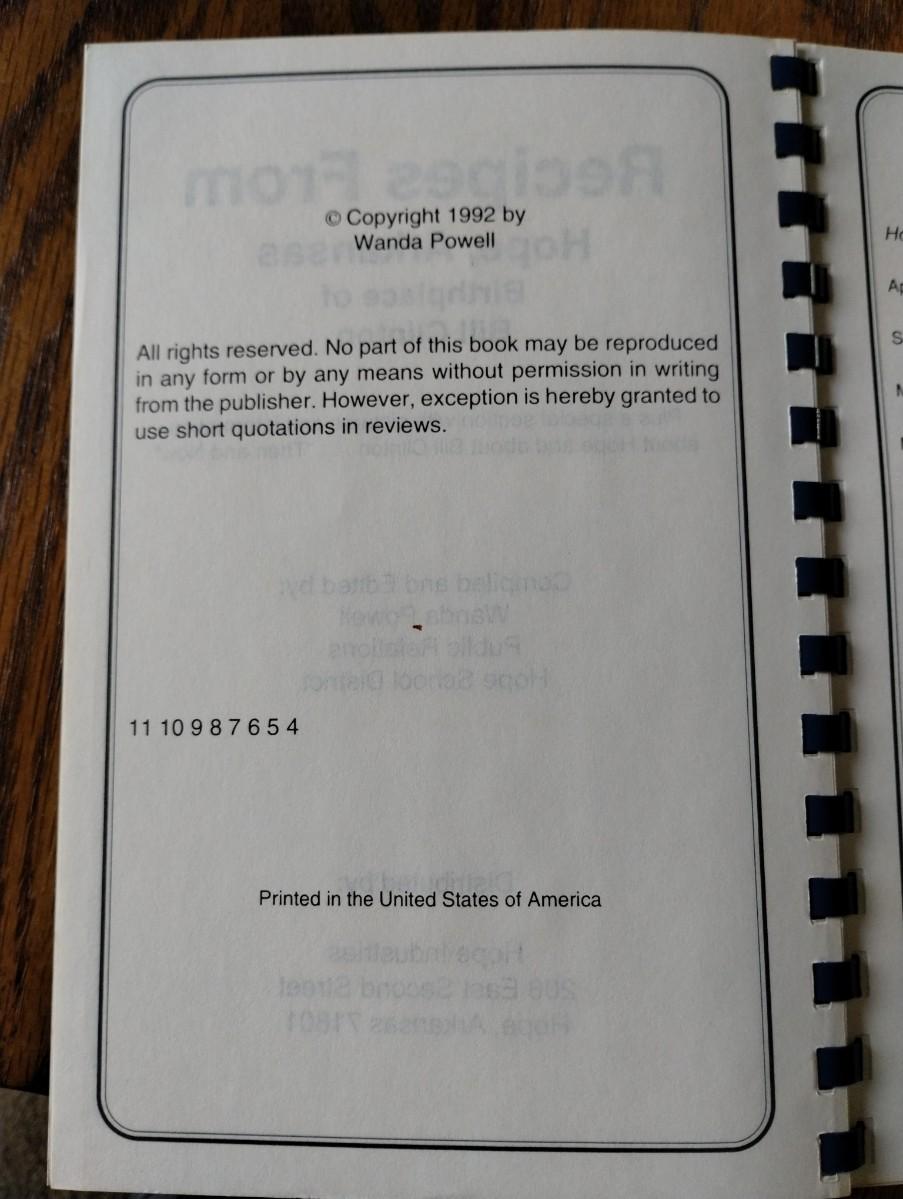 © Copyright 1992 by
Wanda Powell
All rights reserved. No part of this book may be reproduced
in any form or by any means without permission in writing
from the publisher. However, exception is hereby granted to
use short quotations in reviews.
11 10 9 8 7 6 5 4
Printed in the United States of America